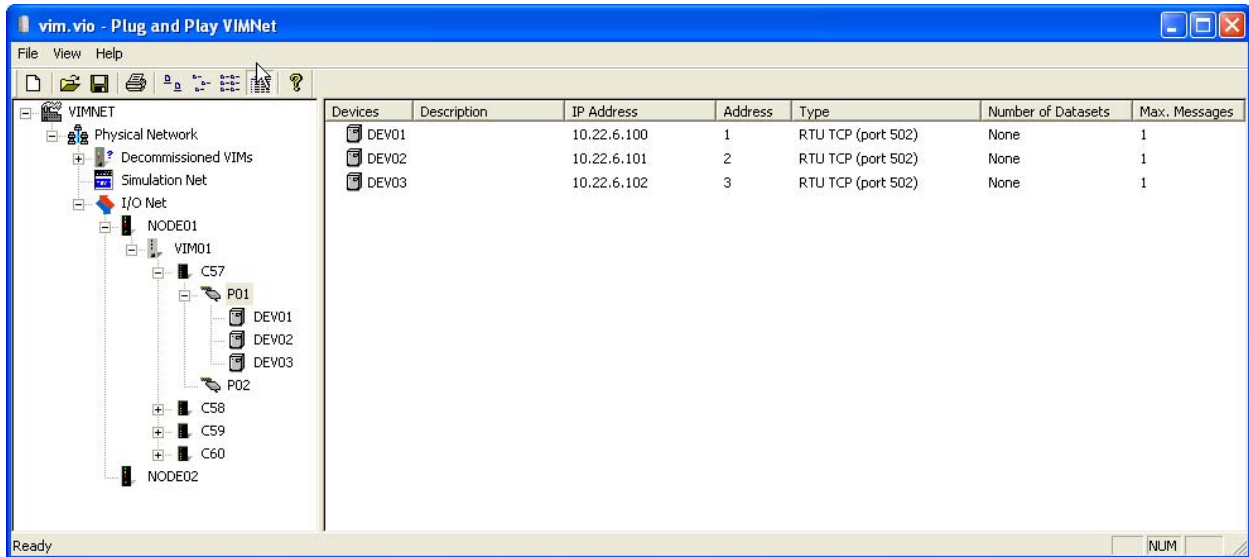 vim.vio - Plug and Play VIMNet
File View Help
VIMNET
Physical Network
Decommissioned VIMs
Simulation Net
I/O Net
NODE01
VIM01
C57
P01
DEV01
DEV02
DEV03
P02
C58
C59
C60
NODE02
Devices Description IP Address Address Type Number of Datasets Max. Messages
DEV01 10.22.6.100 1 RTU TCP (port 502) None 1
DEV02 10.22.6.101 2 RTU TCP (port 502) None 1
DEV03 10.22.6.102 3 RTU TCP (port 502) None 1
Ready NUM